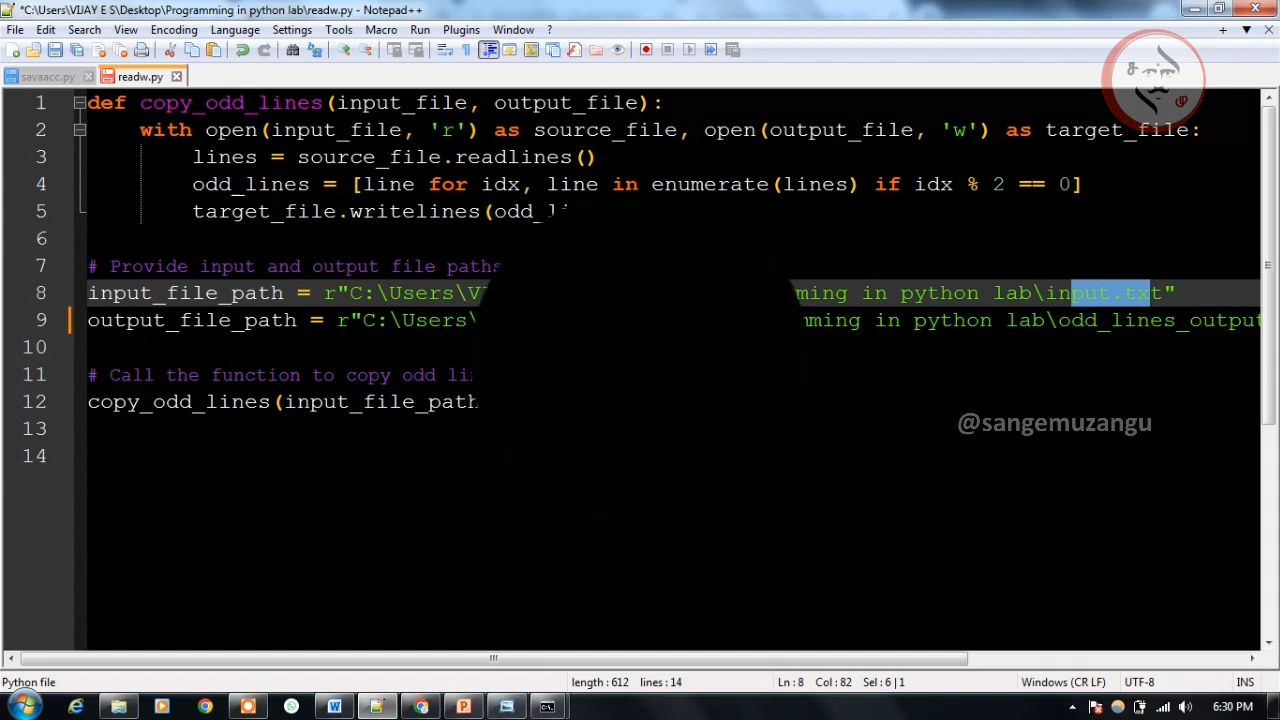 *C:\Users\VIJAY E S\Desktop\Programming in python lab\readw.py - Notepad++
File Edit Search View Encoding Language Settings Tools Macro Run Plugins Window ?
savaacc.py readw.py
1 def copy_odd_lines(input_file, output_file):
2 with open(input_file, 'r') as source_file, open(output_file, 'w') as target_file:
3 lines = source_file.readlines()
4 odd_lines = [line for idx, line in enumerate(lines) if idx % 2 == 0]
5 target_file.writelines(odd_li
6
7 # Provide input and output file paths
8 input_file_path = r"C:\Users\V ming in python lab\input.txt"
9 output_file_path = r"C:\Users\ ming in python lab\odd_lines_output
10
11 # Call the function to copy odd li
12 copy_odd_lines(input_file_path
13
14
@sangemuzangu
Python file length : 612 lines : 14 Ln : 8 Col : 82 Sel : 6 | 1 Windows (CR LF) UTF-8 INS
6:30 PM